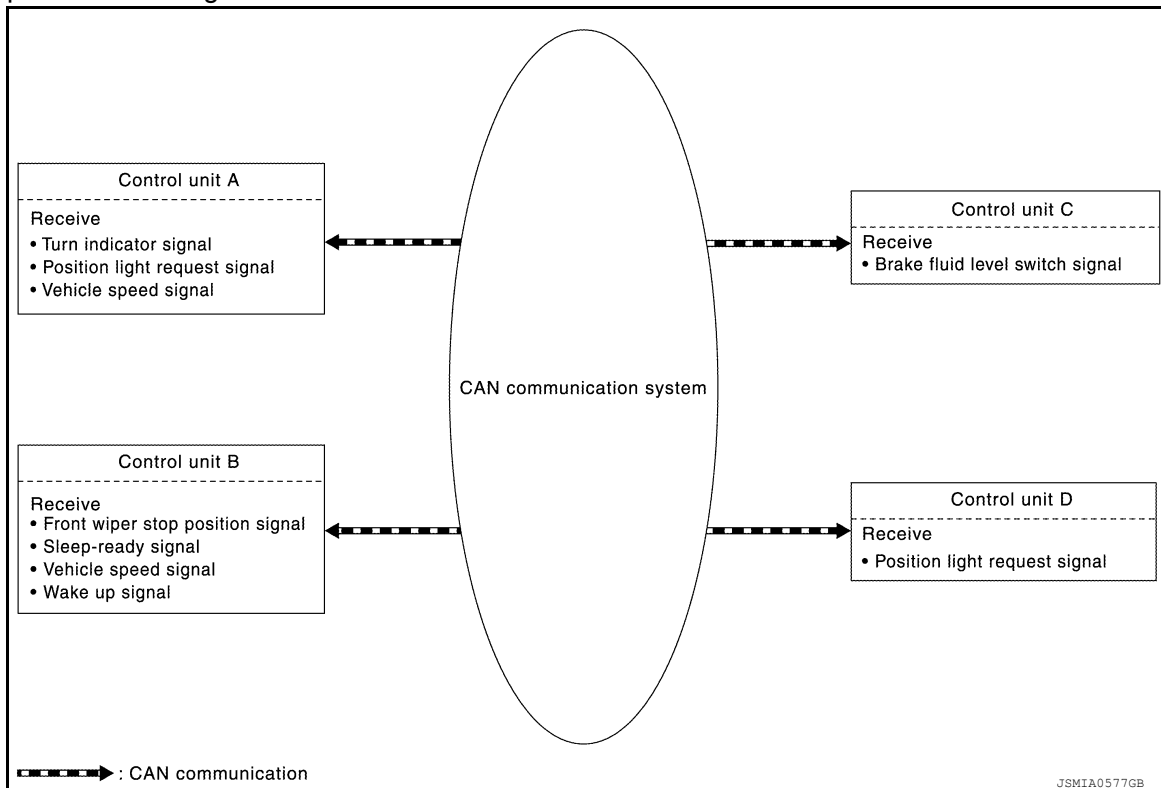 Control unit A
Receive
• Turn indicator signal
• Position light request signal
• Vehicle speed signal
Control unit C
Receive
• Brake fluid level switch signal
CAN communication system
Control unit B
Receive
• Front wiper stop position signal
• Sleep-ready signal
• Vehicle speed signal
• Wake up signal
Control unit D
Receive
• Position light request signal
: CAN communication
JSMIA0577GB